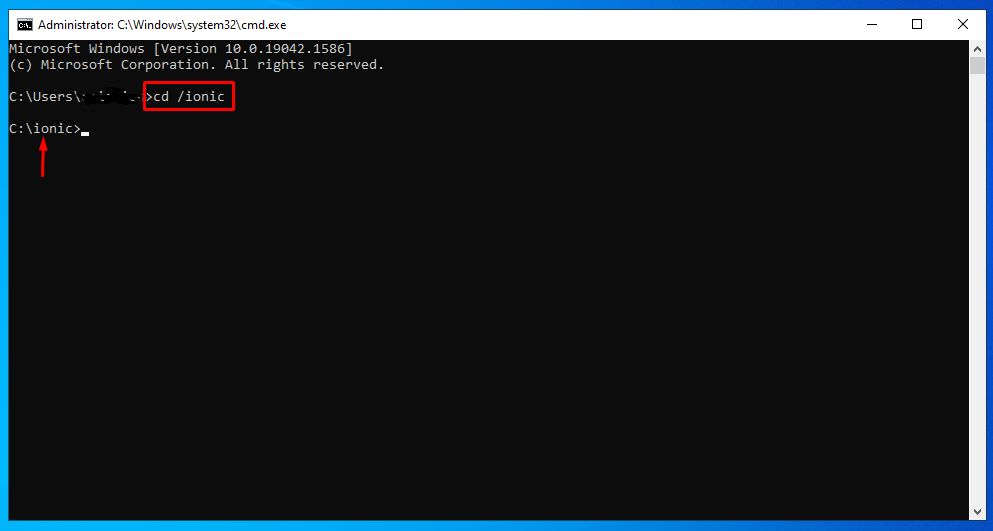 Administrator: C:\Windows\system32\cmd.exe
Microsoft Windows [Version 10.0.19042.1586]
(c) Microsoft Corporation. All rights reserved.
C:\Users\>cd /ionic
C:\ionic>